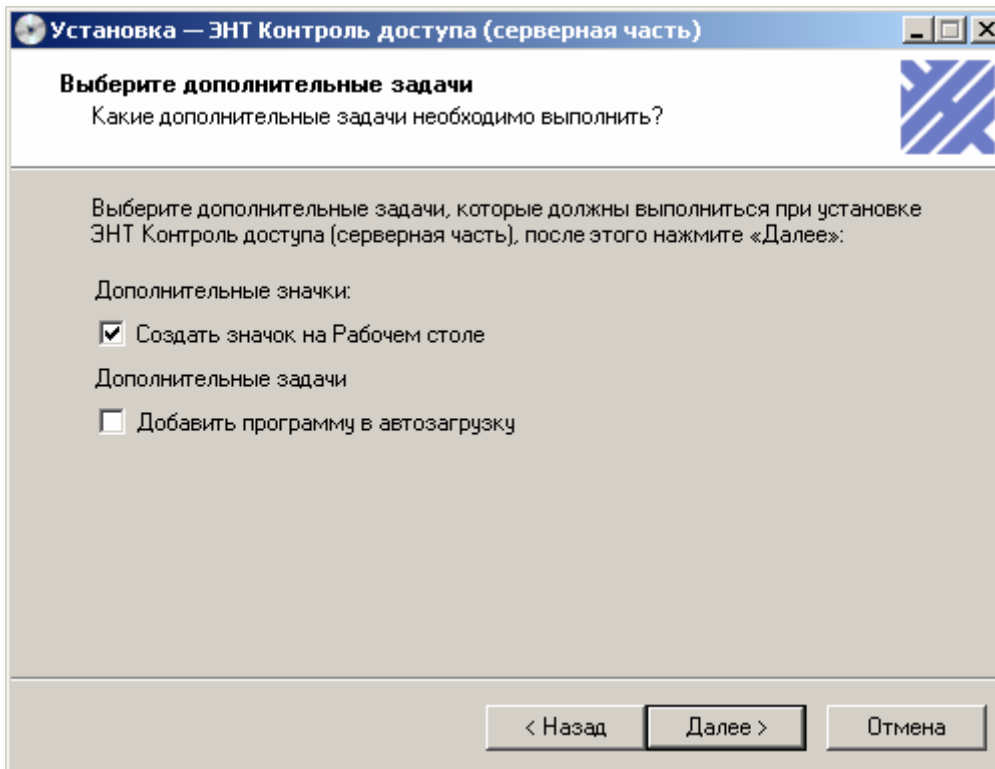 Установка — ЭНТ Контроль доступа (серверная часть)
Выберите дополнительные задачи
Какие дополнительные задачи необходимо выполнить?
Выберите дополнительные задачи, которые должны выполниться при установке
ЭНТ Контроль доступа (серверная часть), после этого нажмите «Далее»:
Дополнительные значки:
Создать значок на Рабочем столе
Дополнительные задачи
Добавить программу в автозагрузку
< Назад Далее > Отмена